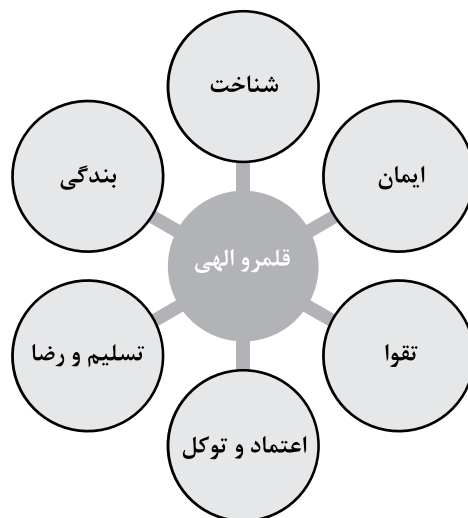 شناخت
ایمان
بندگی
قلمرو الهی
تقوا
تسلیم و رضا
اعتماد و توکل